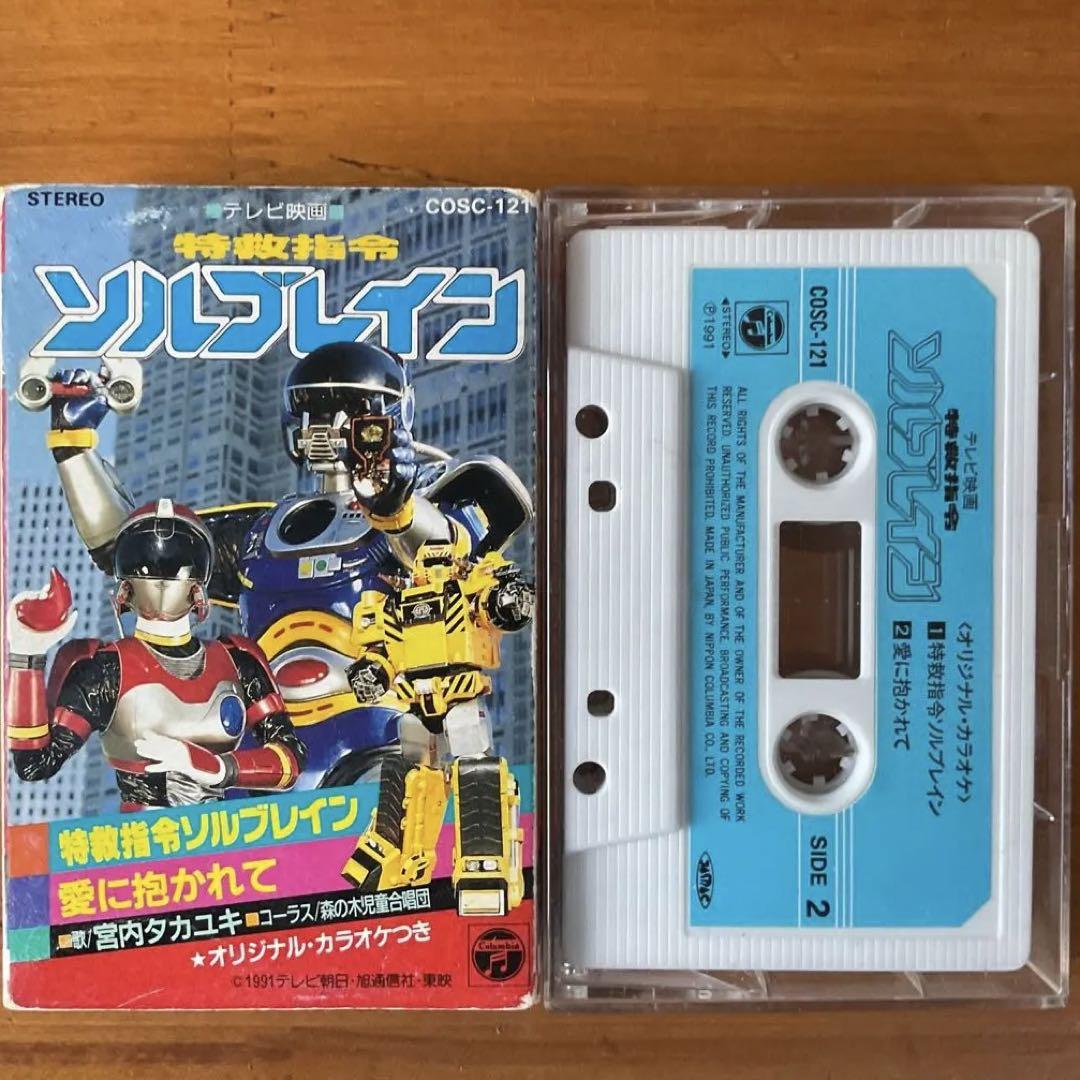 STEREO
テレビ映画
COSC-121
特救指令
ソルブレイン
特救指令ソルブレイン
愛に抱かれて
歌/宮内タカユキ コーラス/森の木児童合唱団
★オリジナル・カラオケつき
Columbia
©1991テレビ朝日・旭通信社・東映
テレビ映画
特救指令
ソルブレイン
〈オリジナル・カラオケ〉
1 特救指令ソルブレイン
2 愛に抱かれて
COSC-121
Columbia
◀STEREO▶
Ⓟ1991
SIDE 2
ALL RIGHTS OF THE MANUFACTURER AND OF THE OWNER OF THE RECORDED WORK
RESERVED. UNAUTHORIZED PUBLIC PERFORMANCE, BROADCASTING AND COPYING OF
THIS RECORD PROHIBITED. MADE IN JAPAN, BY NIPPON COLUMBIA CO., LTD.